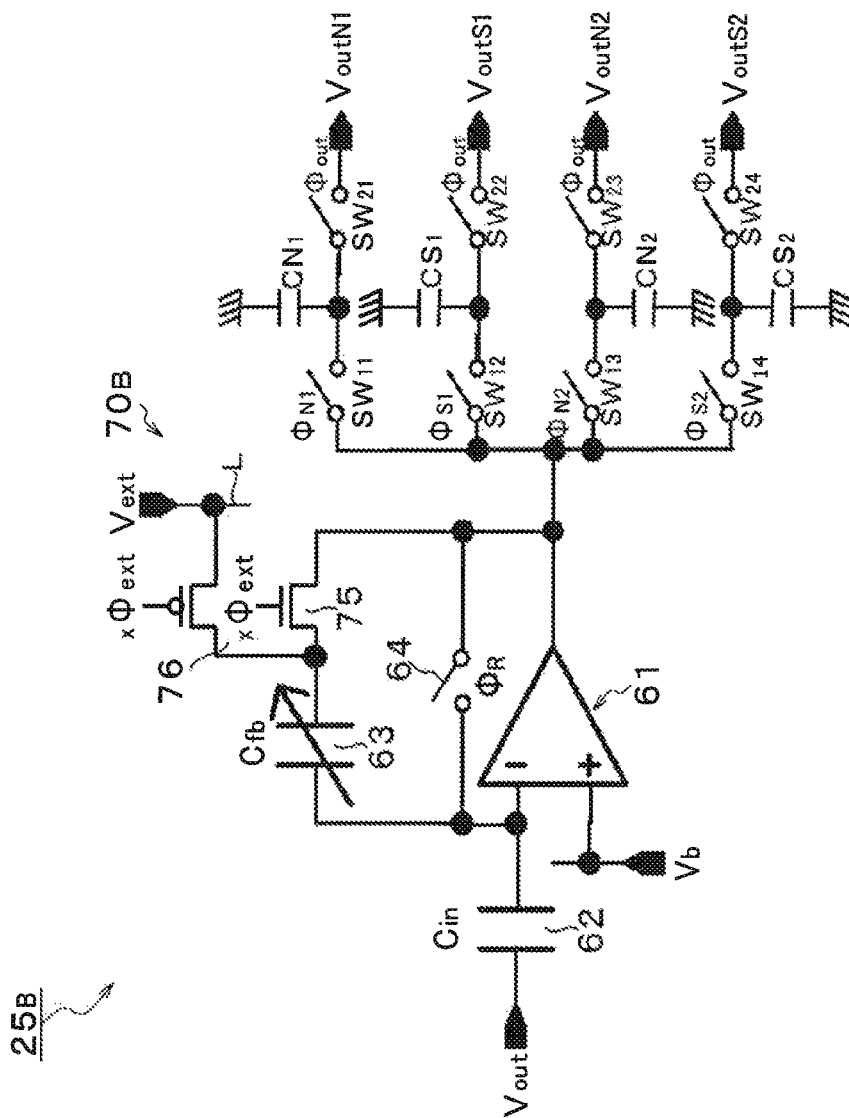 25B
70B
Vext
L
xΦext
xΦext
76
75
Cfb
63
64
ΦR
61
−
+
Vb
Cin
62
Vout
ΦN1
SW11
CN1
Φout
SW21
VoutN1
ΦS1
SW12
CS1
Φout
SW22
VoutS1
ΦN2
SW13
CN2
Φout
SW23
VoutN2
ΦS2
SW14
CS2
Φout
SW24
VoutS2